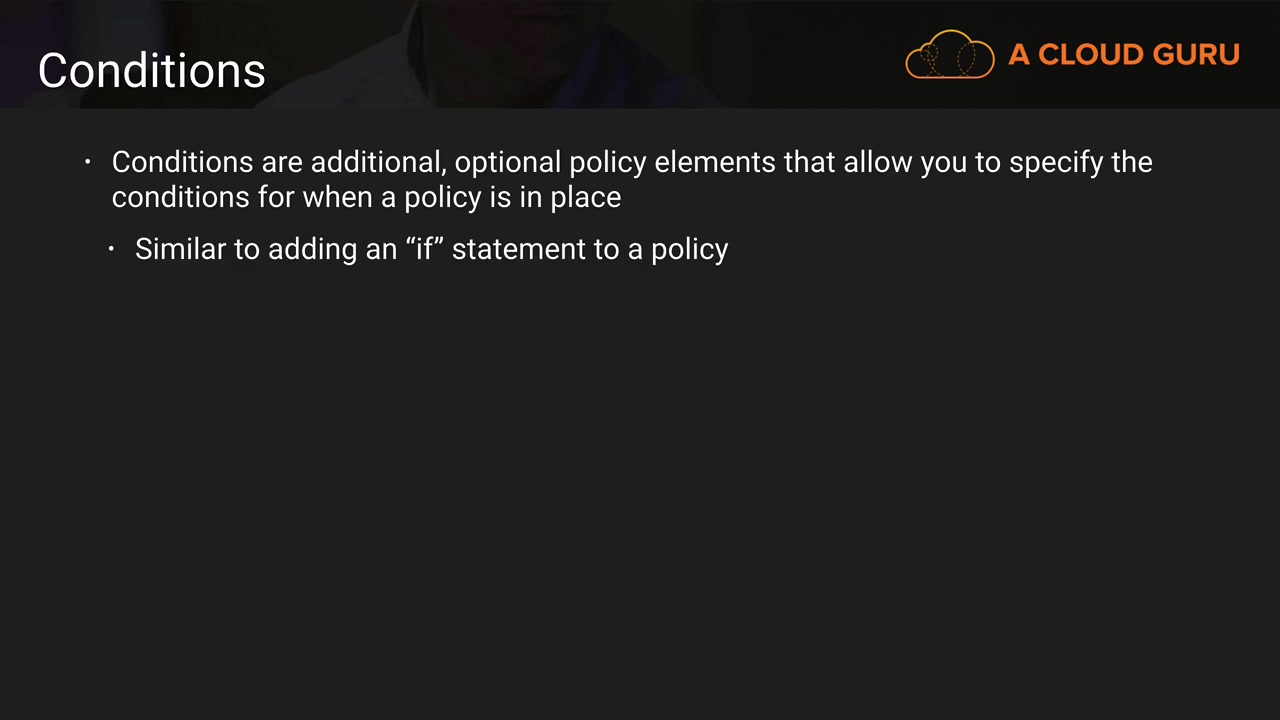 Conditions
A CLOUD GURU
· Conditions are additional, optional policy elements that allow you to specify the
conditions for when a policy is in place
· Similar to adding an “if” statement to a policy